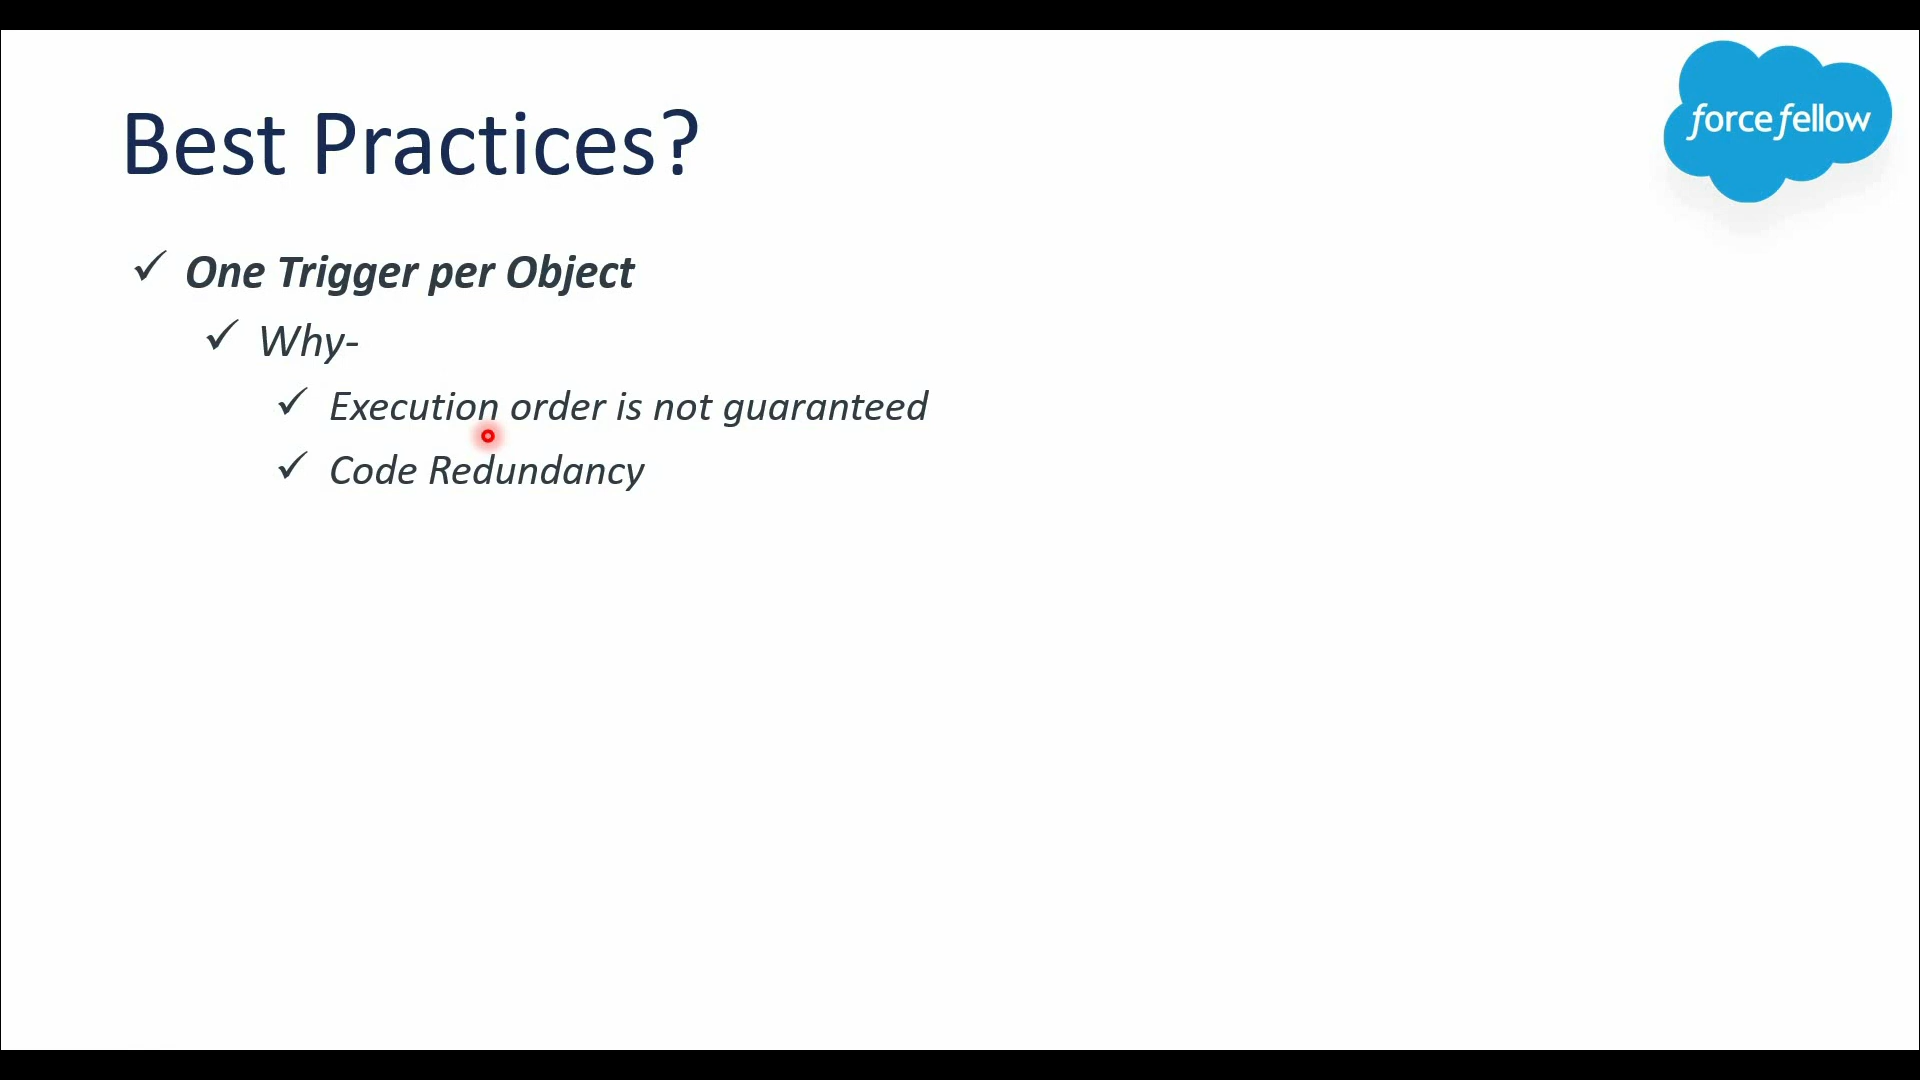 force fellow
Best Practices?
One Trigger per Object
Why-
Execution order is not guaranteed
Code Redundancy